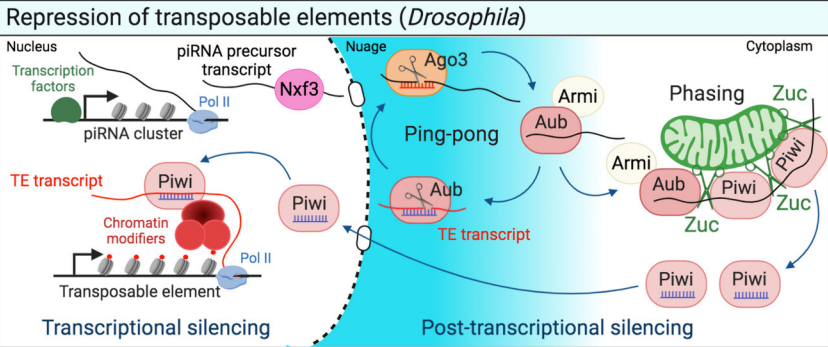 Repression of transposable elements (Drosophila)
Nucleus
Nuage
Cytoplasm
Transcription
factors
piRNA precursor
transcript
Nxf3
Pol II
piRNA cluster
Ago3
Armi
Aub
Ping-pong
Phasing
Zuc
Armi
Aub
Piwi
Piwi
Zuc
Zuc
TE transcript
Piwi
Piwi
Aub
TE transcript
Chromatin
modifiers
Pol II
Transposable element
Piwi
Piwi
Transcriptional silencing
Post-transcriptional silencing